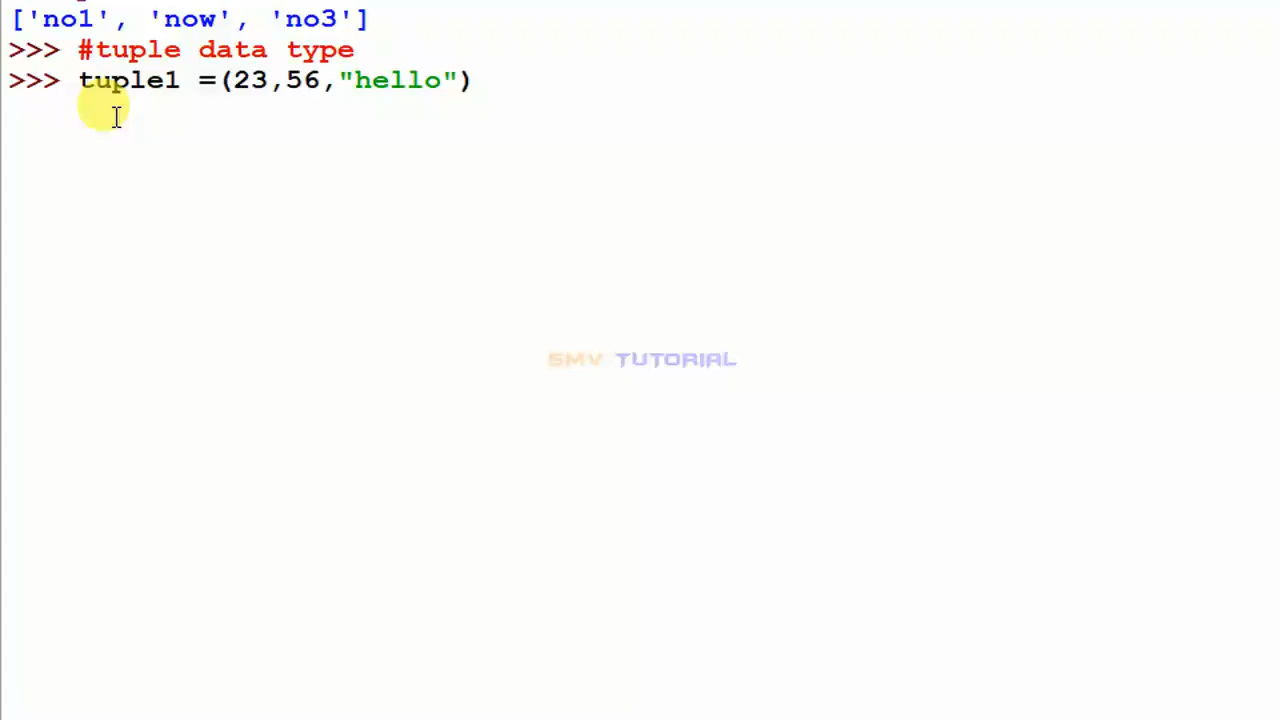 ['no1', 'now', 'no3']
>>> #tuple data type
>>> tuple1 =(23,56,"hello")
SMV TUTORIAL